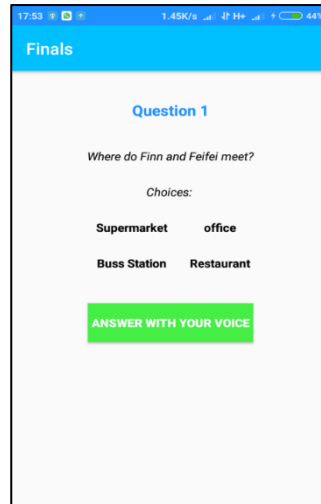 17:53 1.45K/s H+ 44%
Finals
Question 1
Where do Finn and Feifei meet?
Choices:
Supermarket office
Buss Station Restaurant
ANSWER WITH YOUR VOICE